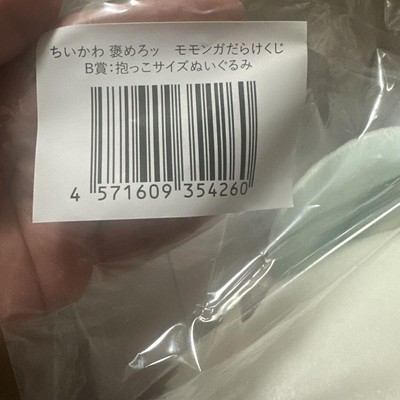 ちいかわ 褒めろッ　モモンガだらけくじ
B賞：抱っこサイズぬいぐるみ
4 571609 354260